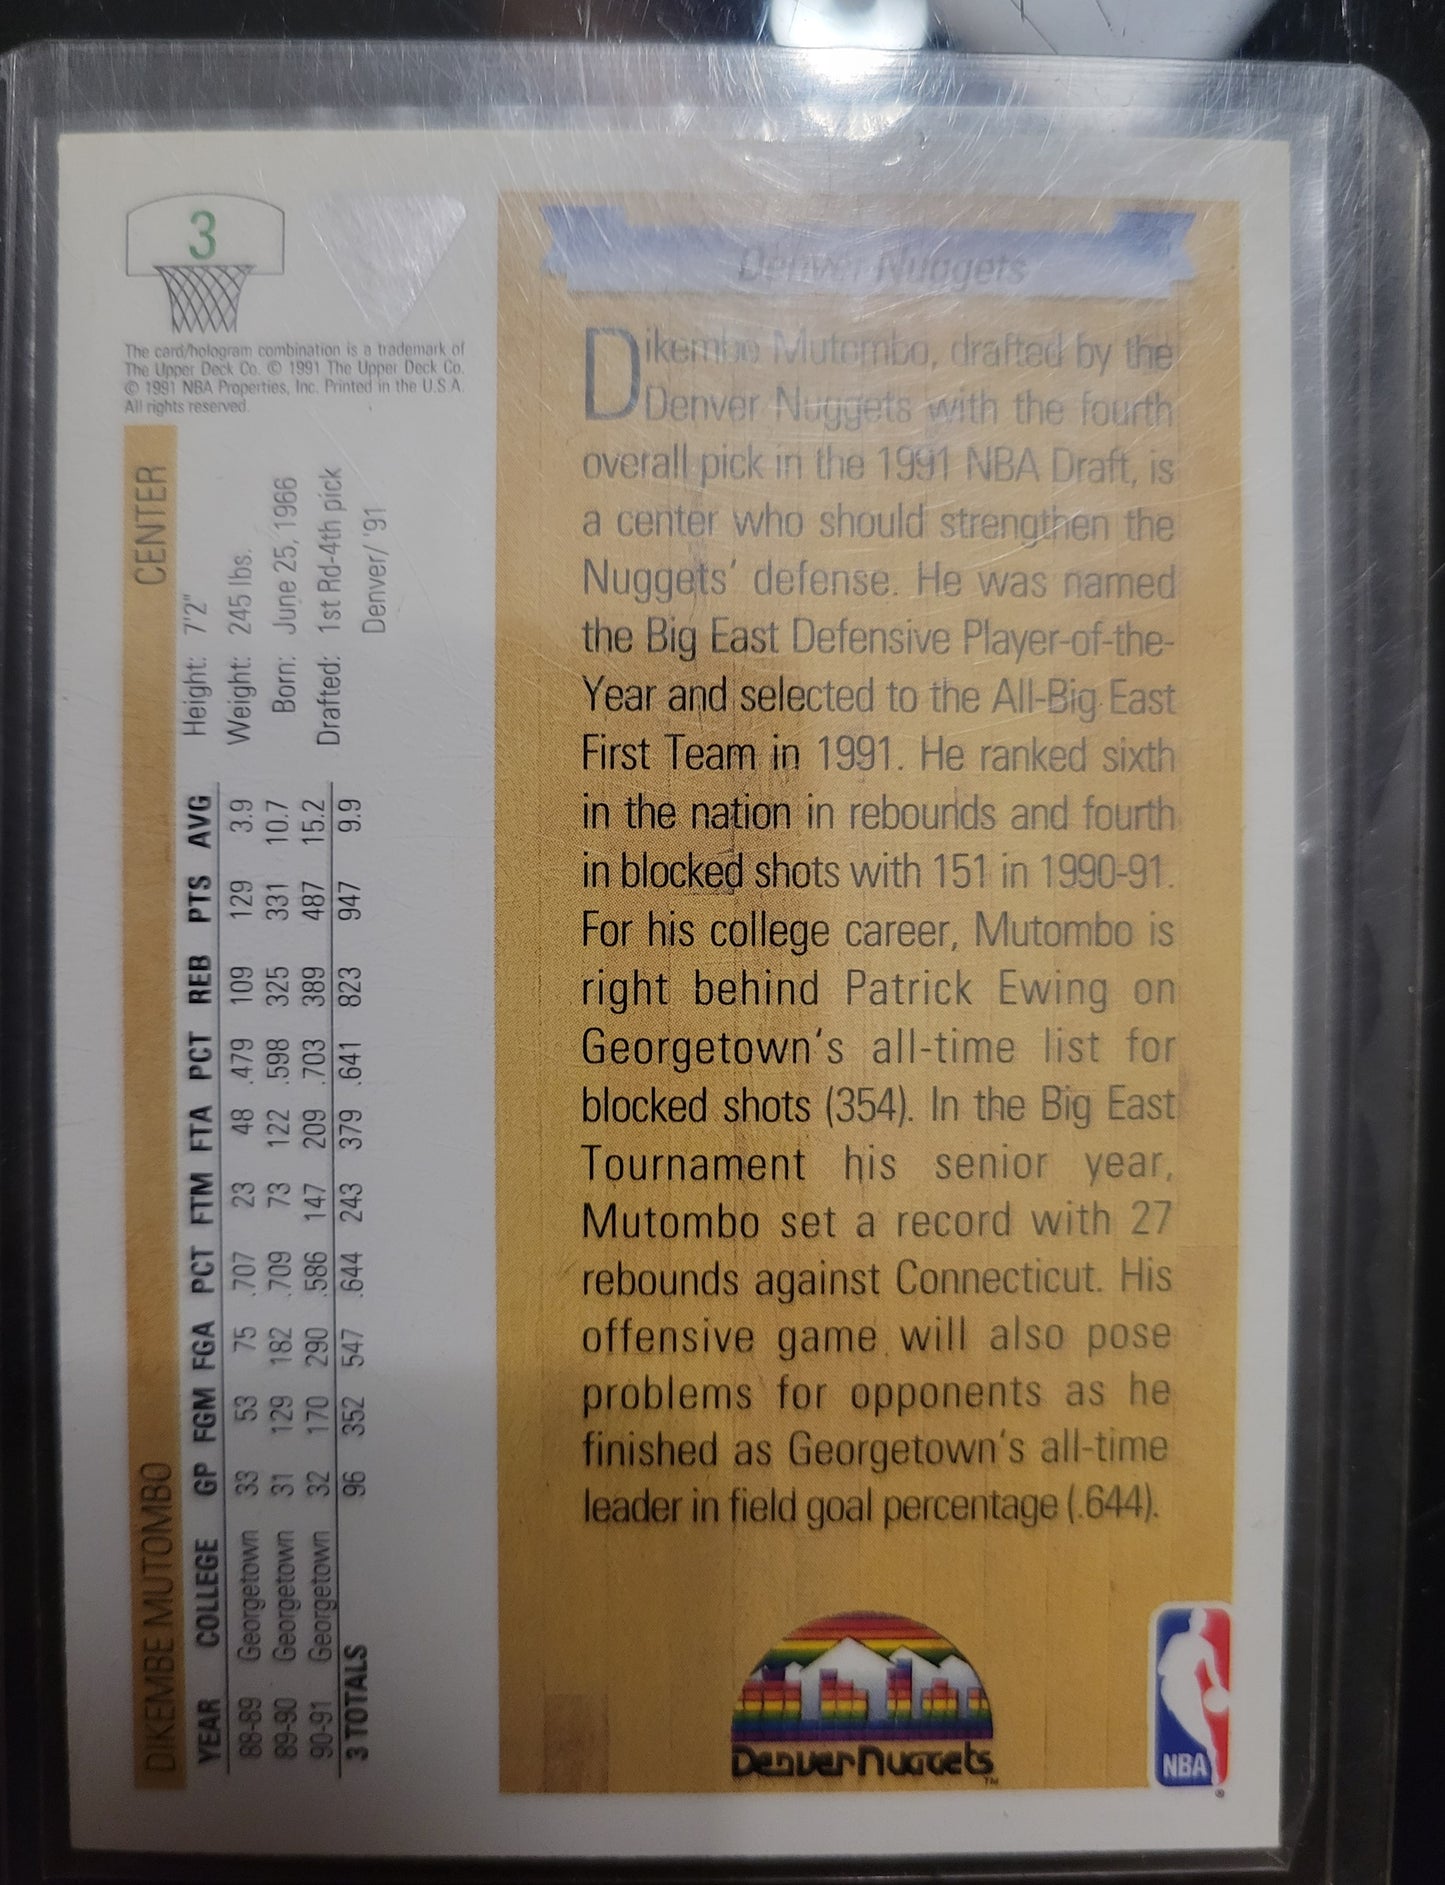 3
The card/hologram combination is a trademark of
The Upper Deck Co. © 1991 The Upper Deck Co.
© 1991 NBA Properties, Inc. Printed in the U.S.A.
All rights reserved.
DIKEMBE MUTOMBO CENTER
YEAR COLLEGE GP FGM FGA PCT FTM FTA PCT REB PTS AVG
88-89 Georgetown 33 53 75 .707 23 48 .479 109 129 3.9
89-90 Georgetown 31 129 182 .709 73 122 .598 325 331 10.7
90-91 Georgetown 32 170 290 .586 147 209 .703 389 487 15.2
3 TOTALS 96 352 547 .644 243 379 .641 823 947 9.9
Height: 7'2"
Weight: 245 lbs.
Born: June 25, 1966
Drafted: 1st Rd-4th pick
Denver/ '91
Denver Nuggets
Dikembe Mutombo, drafted by the
Denver Nuggets with the fourth
overall pick in the 1991 NBA Draft, is
a center who should strengthen the
Nuggets' defense. He was named
the Big East Defensive Player-of-the-
Year and selected to the All-Big East
First Team in 1991. He ranked sixth
in the nation in rebounds and fourth
in blocked shots with 151 in 1990-91.
For his college career, Mutombo is
right behind Patrick Ewing on
Georgetown's all-time list for
blocked shots (354). In the Big East
Tournament his senior year,
Mutombo set a record with 27
rebounds against Connecticut. His
offensive game will also pose
problems for opponents as he
finished as Georgetown's all-time
leader in field goal percentage (.644).
Denver Nuggets ™
NBA ®